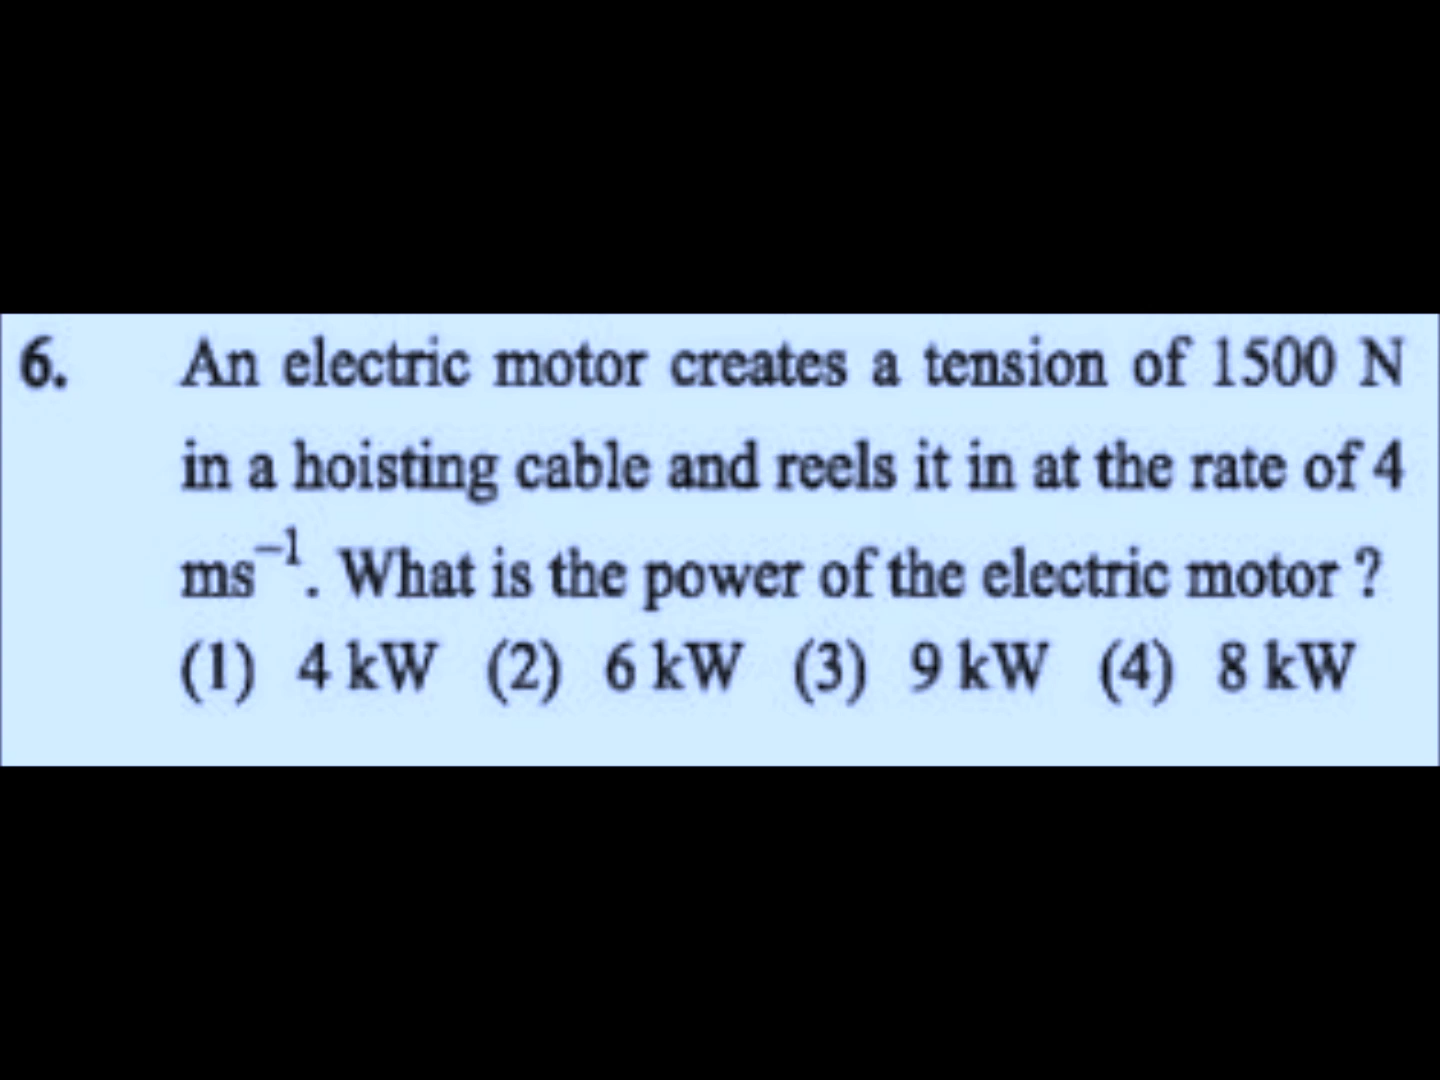 6. An electric motor creates a tension of 1500 N
in a hoisting cable and reels it in at the rate of 4
ms⁻¹. What is the power of the electric motor ?
(1) 4 kW (2) 6 kW (3) 9 kW (4) 8 kW